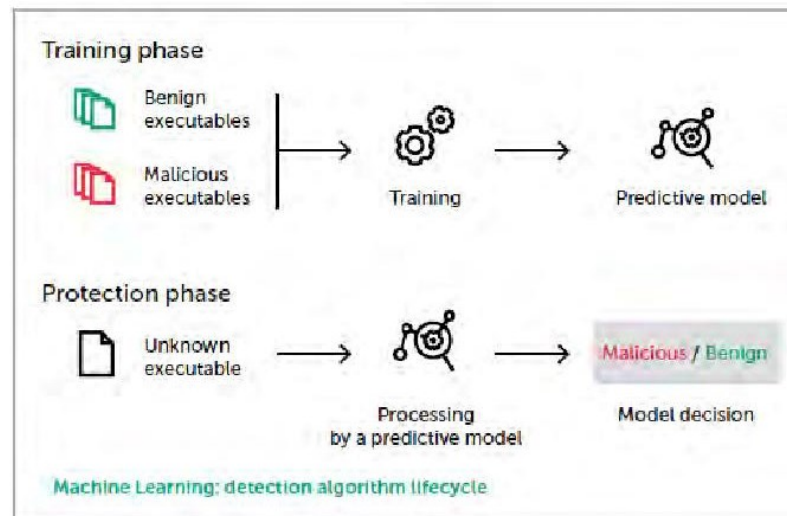 Training phase
Benign
executables
Malicious
executables
Training
Predictive model
Protection phase
Unknown
executable
Malicious / Benign
Processing
by a predictive model
Model decision
Machine Learning: detection algorithm lifecycle